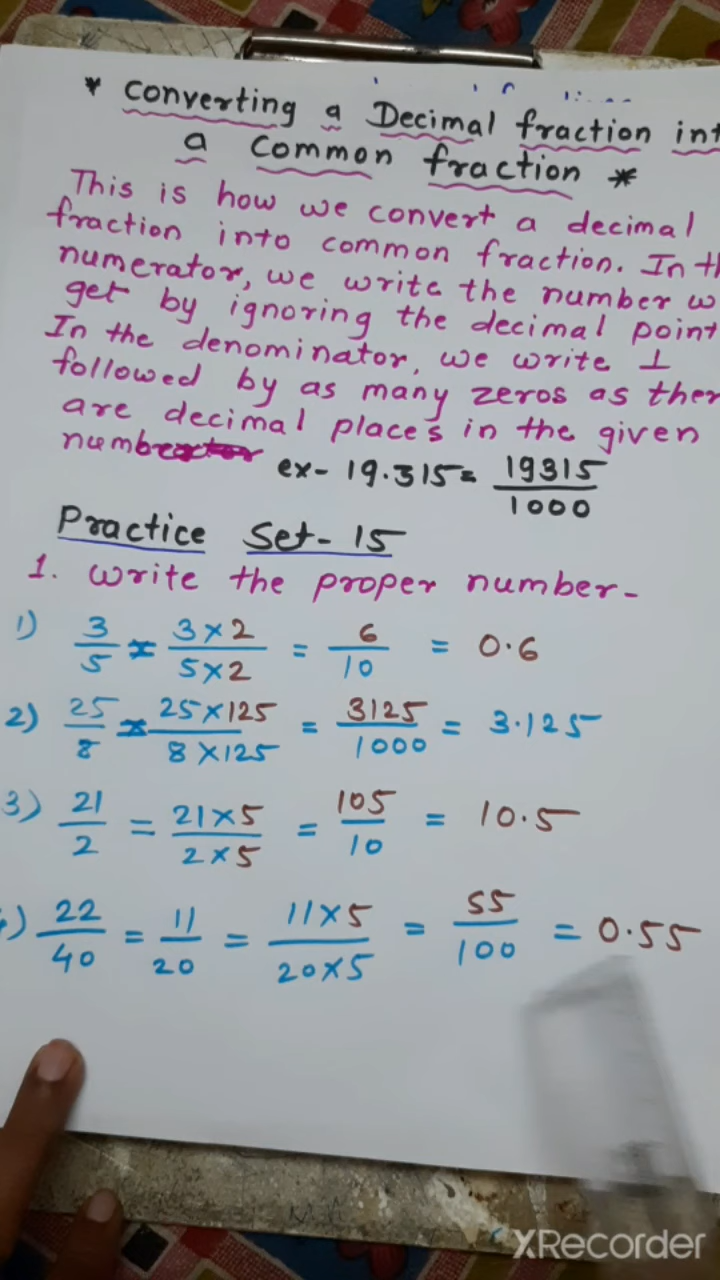 * Converting a Decimal fraction int
a Common fraction *
This is how we convert a decimal
fraction into common fraction. In th
numerator, we write the number w
get by ignoring the decimal point
In the denominator, we write 1
followed by as many zeros as ther
are decimal places in the given
number
ex- 19.315 = 19315/1000
Practice Set- 15
1. write the proper number-
1) 3/5 = 3×2/5×2 = 6/10 = 0.6
2) 25/8 = 25×125/8×125 = 3125/1000 = 3.125
3) 21/2 = 21×5/2×5 = 105/10 = 10.5
) 22/40 = 11/20 = 11×5/20×5 = 55/100 = 0.55
XRecorder